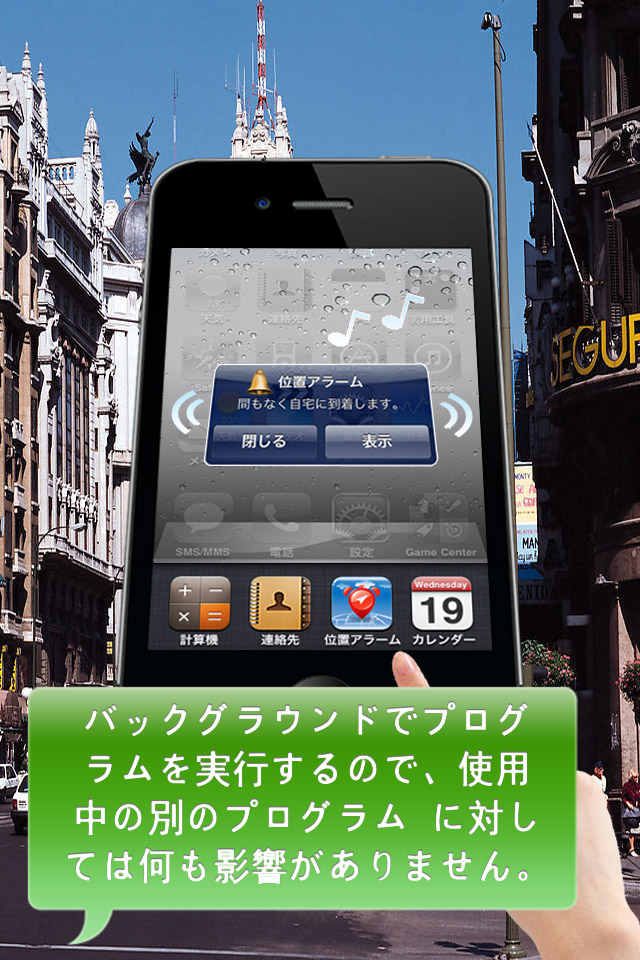 天気
連絡先
位置アラーム
間もなく自宅に到着します。
閉じる
表示
SMS/MMS
電話
設定
Game Center
計算機
連絡先
位置アラーム
Wednesday
19
カレンダー
SEGUR
バックグラウンドでプログ
ラムを実行するので、使用
中の別のプログラム に対し
ては何も影響がありません。